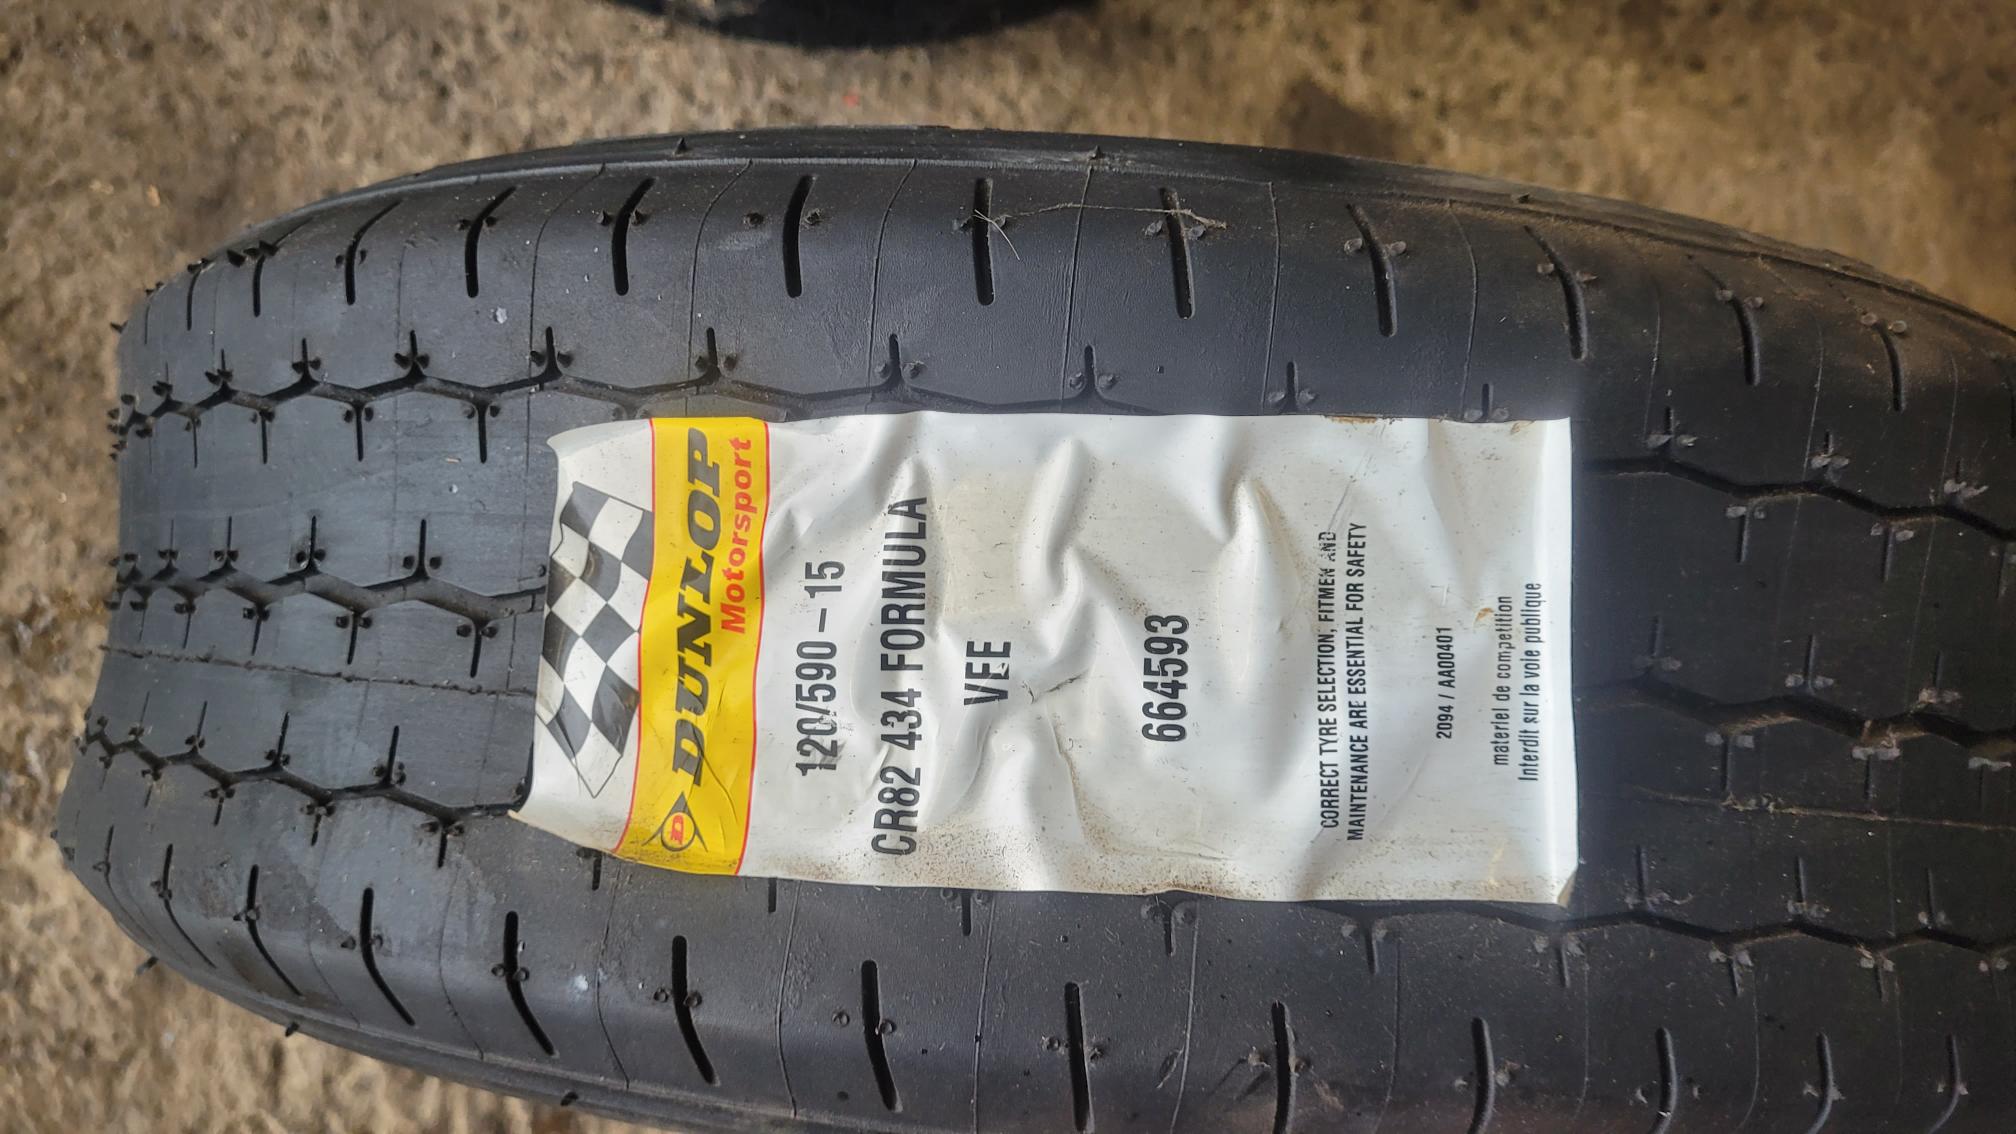 DUNLOP
Motorsport
120/590 – 15
CR82 434 FORMULA
VEE
664593
CORRECT TYRE SELECTION, FITMEN AND
MAINTENANCE ARE ESSENTIAL FOR SAFETY
2094 / AA00401
materiel de competition
Interdit sur la voie publique